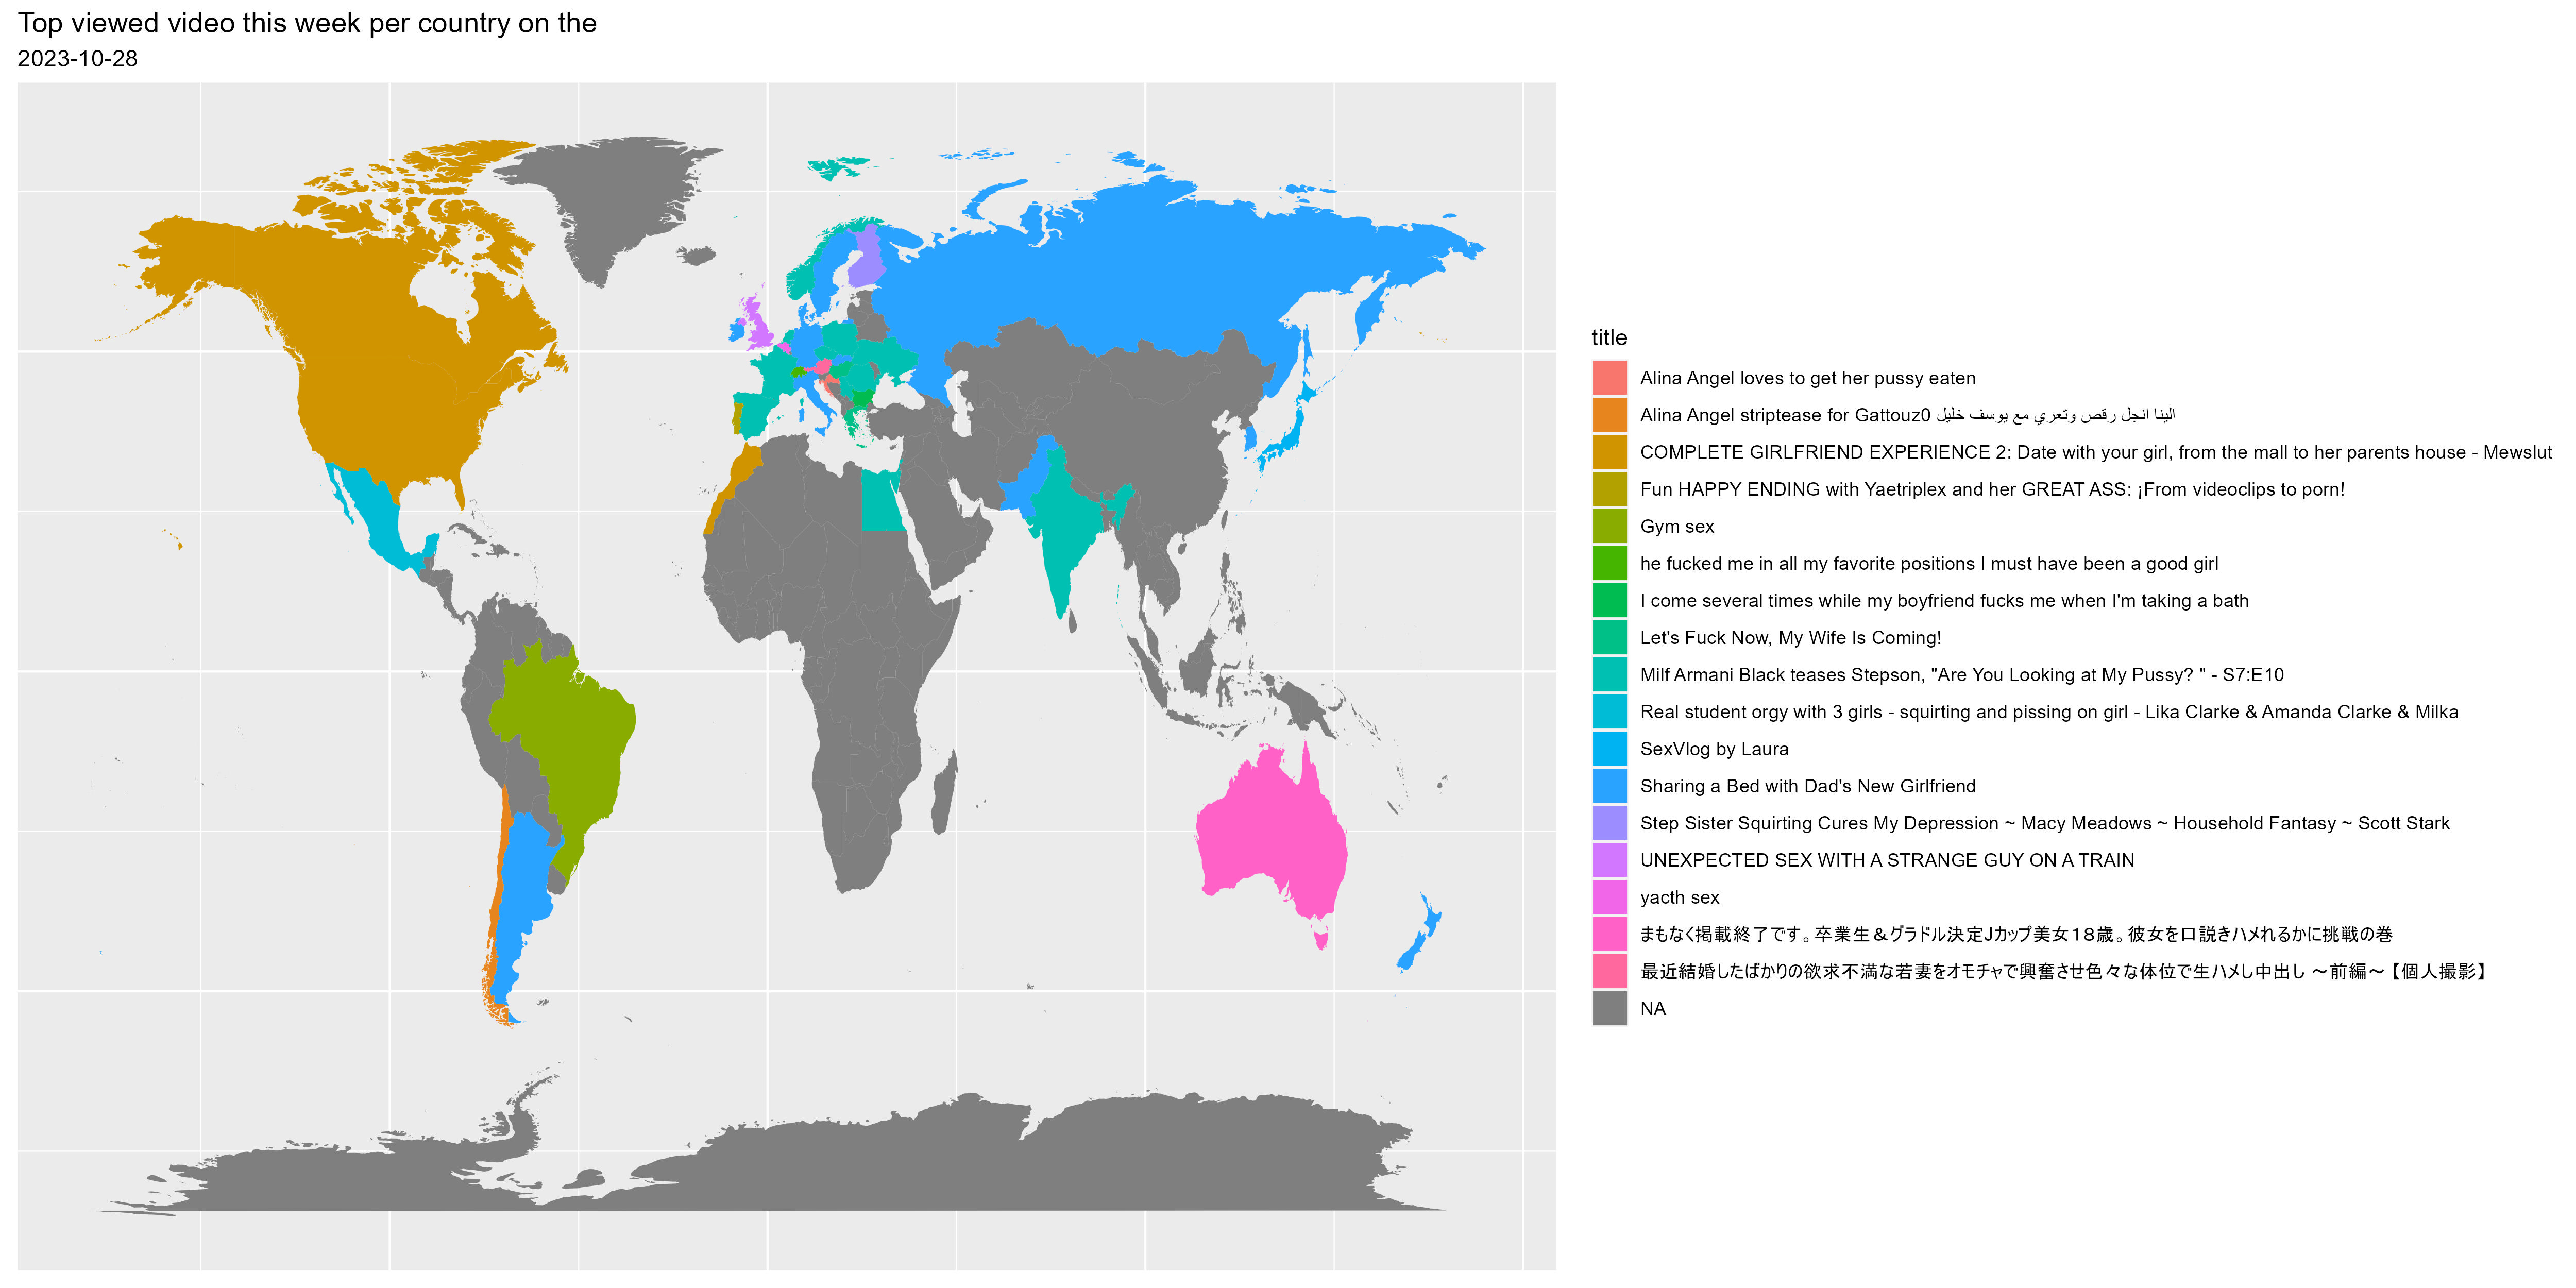 Top viewed video this week per country on the
2023-10-28
title
Alina Angel loves to get her pussy eaten
Alina Angel striptease for Gattouz0 الينا انجل رقص وتعري مع يوسف خليل
COMPLETE GIRLFRIEND EXPERIENCE 2: Date with your girl, from the mall to her parents house - Mewslut
Fun HAPPY ENDING with Yaetriplex and her GREAT ASS: ¡From videoclips to porn!
Gym sex
he fucked me in all my favorite positions I must have been a good girl
I come several times while my boyfriend fucks me when I'm taking a bath
Let's Fuck Now, My Wife Is Coming!
Milf Armani Black teases Stepson, "Are You Looking at My Pussy? " - S7:E10
Real student orgy with 3 girls - squirting and pissing on girl - Lika Clarke & Amanda Clarke & Milka
SexVlog by Laura
Sharing a Bed with Dad's New Girlfriend
Step Sister Squirting Cures My Depression ~ Macy Meadows ~ Household Fantasy ~ Scott Stark
UNEXPECTED SEX WITH A STRANGE GUY ON A TRAIN
yacth sex
まもなく掲載終了です。卒業生＆グラドル決定Jカップ美女１８歳。彼女を口説きハメれるかに挑戦の巻
最近結婚したばかりの欲求不満な若妻をオモチャで興奮させ色々な体位で生ハメし中出し ～前編～【個人撮影】
NA